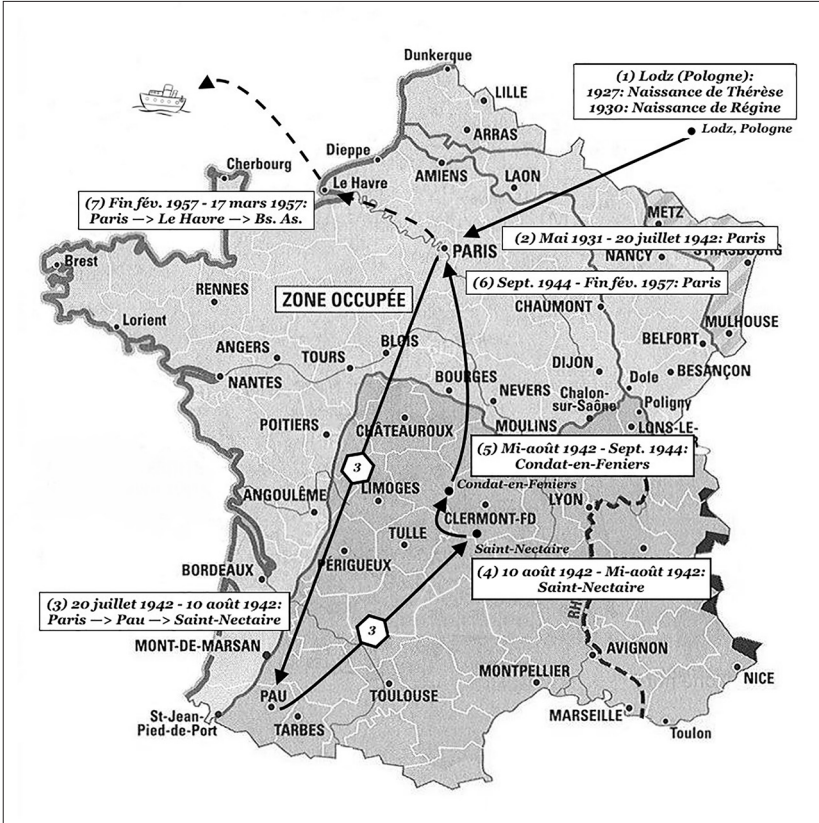 Dunkerque
LILLE
ARRAS
(1) Lodz (Pologne):
1927: Naissance de Thérèse
1930: Naissance de Régine
Lodz, Pologne
Dieppe
Cherbourg
AMIENS
LAON
Le Havre
(7) Fin fév. 1957 - 17 mars 1957:
Paris —> Le Havre —> Bs. As.
METZ
PARIS
(2) Mai 1931 - 20 juillet 1942: Paris
NANCY
STRASBOURG
Brest
RENNES
ZONE OCCUPÉE
(6) Sept. 1944 - Fin fév. 1957: Paris
CHAUMONT
Lorient
MULHOUSE
ANGERS
TOURS
BLOIS
BELFORT
NANTES
BOURGES
NEVERS
DIJON
Dole
BESANÇON
Chalon-
sur-Saône
Poligny
POITIERS
CHÂTEAUROUX
MOULINS
LONS-LE-
(5) Mi-août 1942 - Sept. 1944:
Condat-en-Feniers
3
Condat-en-Feniers
ANGOULÊME
LIMOGES
CLERMONT-FD
LYON
TULLE
Saint-Nectaire
PÉRIGUEUX
BORDEAUX
(4) 10 août 1942 - Mi-août 1942:
Saint-Nectaire
(3) 20 juillet 1942 - 10 août 1942:
Paris —> Pau —> Saint-Nectaire
RH
3
MONT-DE-MARSAN
AVIGNON
MONTPELLIER
NICE
PAU
TOULOUSE
St-Jean-
Pied-de-Port
TARBES
MARSEILLE
Toulon